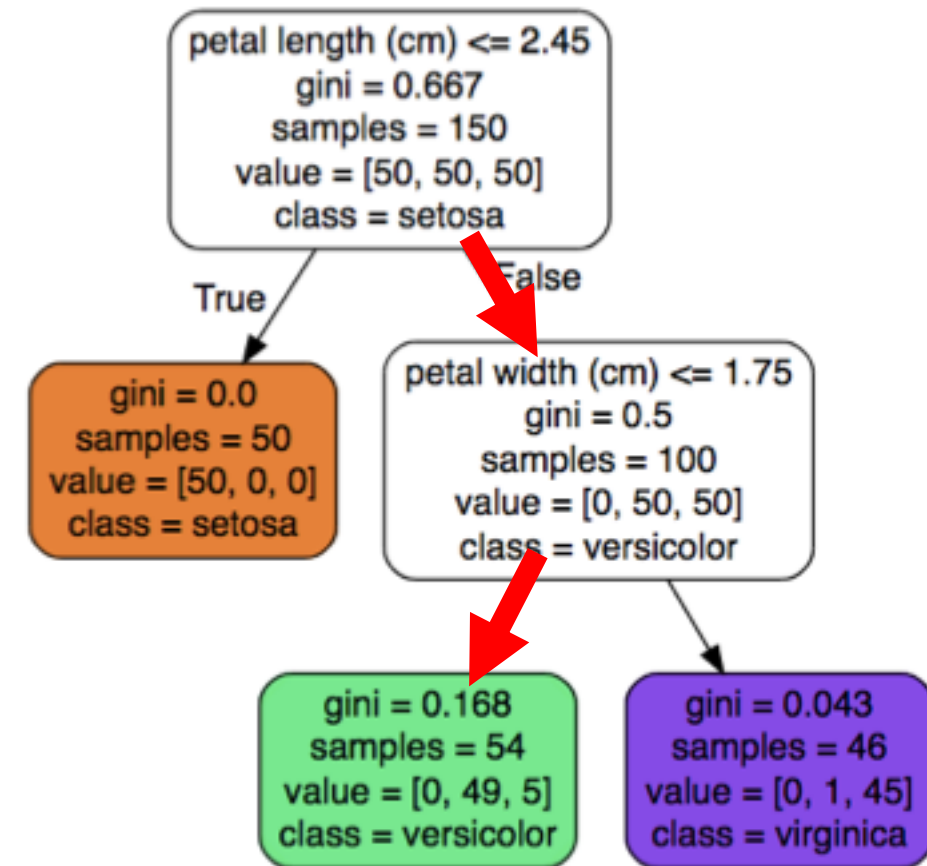 petal length (cm) <= 2.45
gini = 0.667
samples = 150
value = [50, 50, 50]
class = setosa
True
False
gini = 0.0
samples = 50
value = [50, 0, 0]
class = setosa
petal width (cm) <= 1.75
gini = 0.5
samples = 100
value = [0, 50, 50]
class = versicolor
gini = 0.168
samples = 54
value = [0, 49, 5]
class = versicolor
gini = 0.043
samples = 46
value = [0, 1, 45]
class = virginica